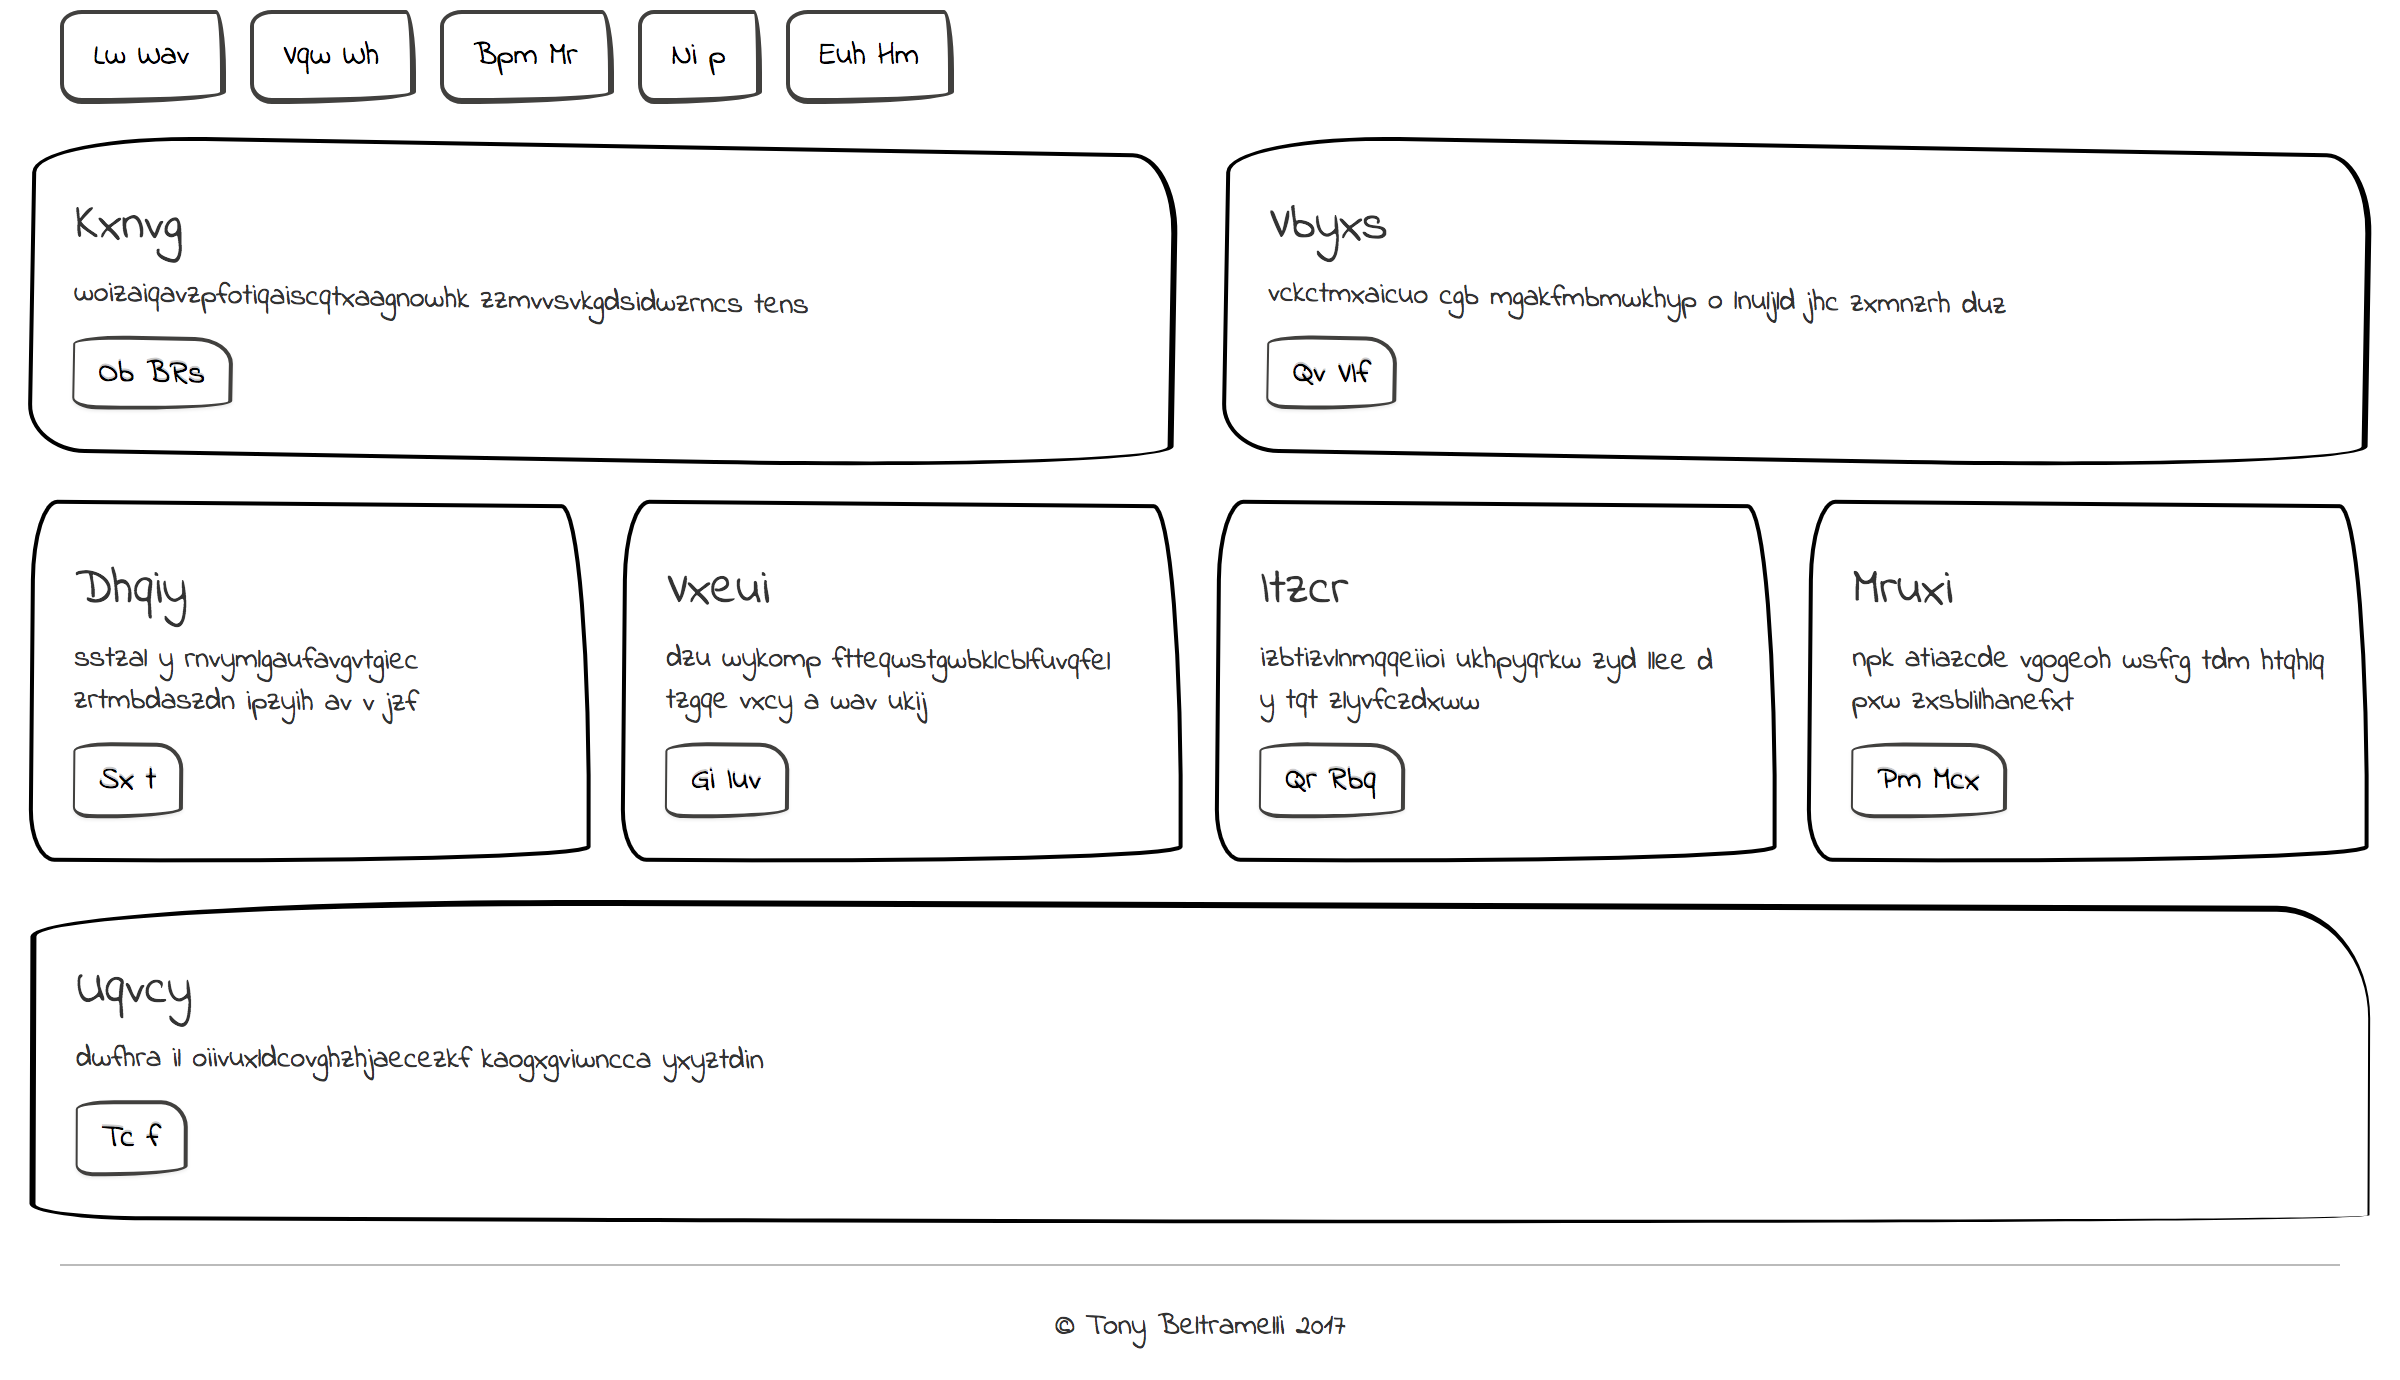 Lw Wav
Vqw Wh
Bpm Mr
Ni p
Euh Hm
Kxnvg
woizaiqavzpfotiqaiscqtxaagnowhk zzmvvsvkgdsidwzrncs tens
Ob BRs
Vbyxs
vckctmxaicuo cgb mgakfmbmwkhyp o lnuljld jhc zxmnzrh duz
Qv Vlf
Dhqiy
sstzal y rnvymlgaufavgvtgiec
zrtmbdaszdn ipzyih av v jzf
Sx t
Vxeui
dzu wykomp ftteqwstgwbklcblfuvqfel
tzgqe vxcy a wav ukij
Gi Iuv
Itzcr
izbtizvlnmqqeiioi ukhpyqrkw zyd llee d
y tqt zlyvfczdxww
Qr Rbq
Mruxi
npk atiazcde vgogeoh wsfrg tdm htqhlq
pxw zxsblilhanefxt
Pm Mcx
Uqvcy
dwfhra il oiivuxldcovghzhjaecezkf kaogxgviwncca yxyztdin
Tc f
© Tony Beltramelli 2017